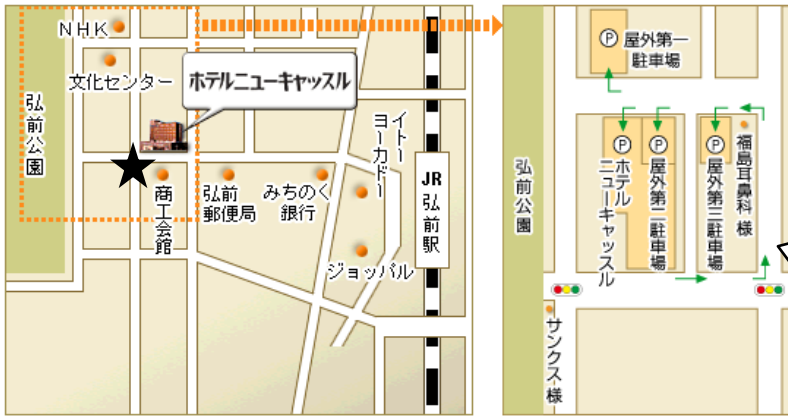 NHK
文化センター
ホテルニューキャッスル
弘前公園
商工会館
弘前
郵便局
みちのく
銀行
イトー
ヨーカドー
JR
弘前駅
ジョッパル
P
屋外第一
駐車場
弘前公園
P
ホテル
ニューキャッスル
P
屋外第二駐車場
P
屋外第三駐車場
福島耳鼻科 様
サンクス様